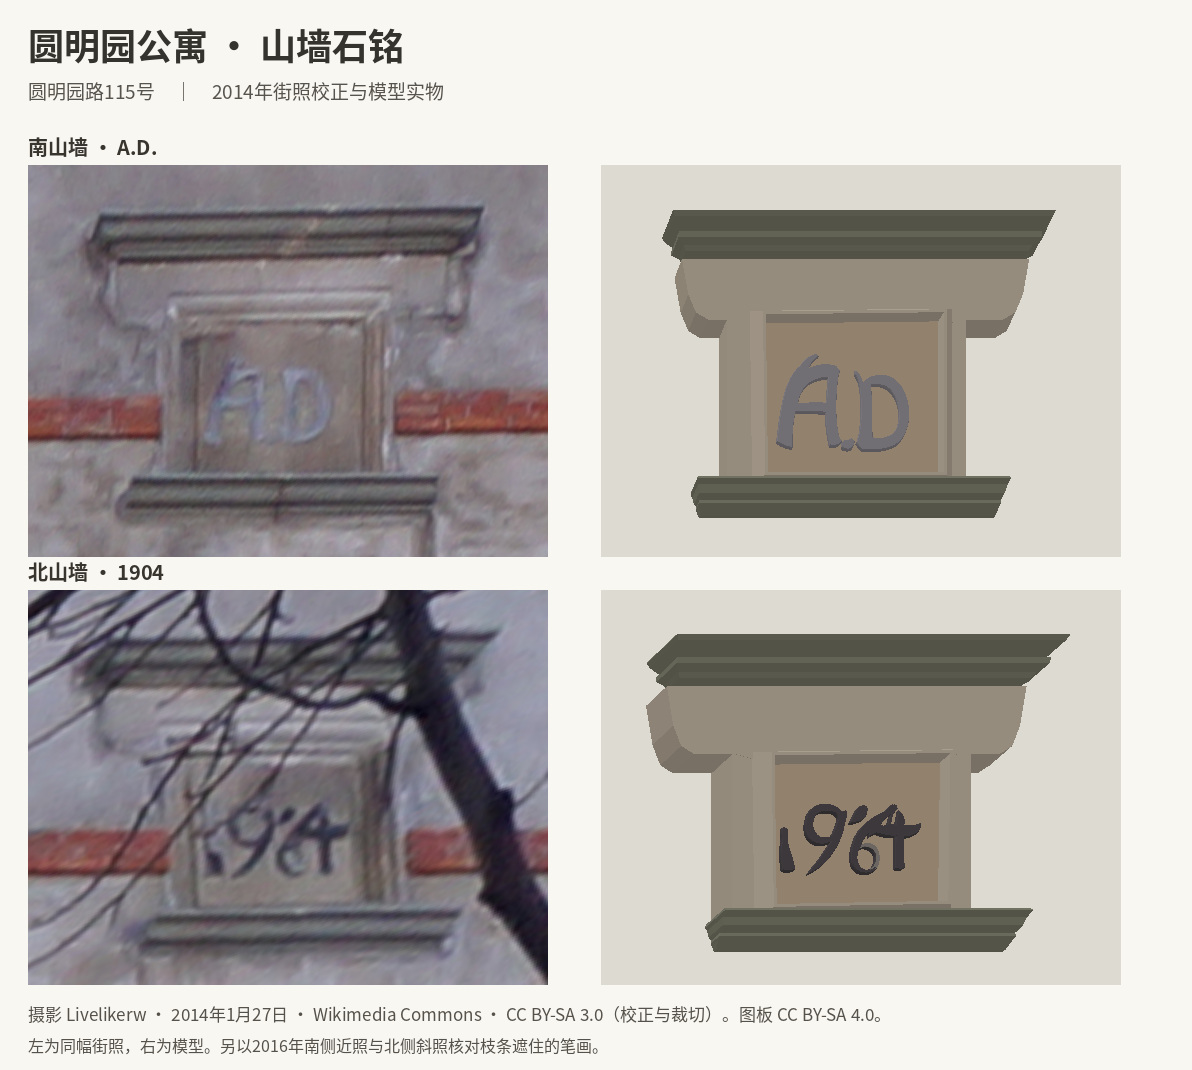 圆明园公寓 · 山墙石铭
圆明园路115号 ｜ 2014年街照校正与模型实物
南山墙 · A.D.
AD
A.D
北山墙 · 1904
1904
1904
摄影 Livelikerw · 2014年1月27日 · Wikimedia Commons · CC BY-SA 3.0（校正与裁切）。图板 CC BY-SA 4.0。
左为同幅街照，右为模型。另以2016年南侧近照与北侧斜照核对枝条遮住的笔画。